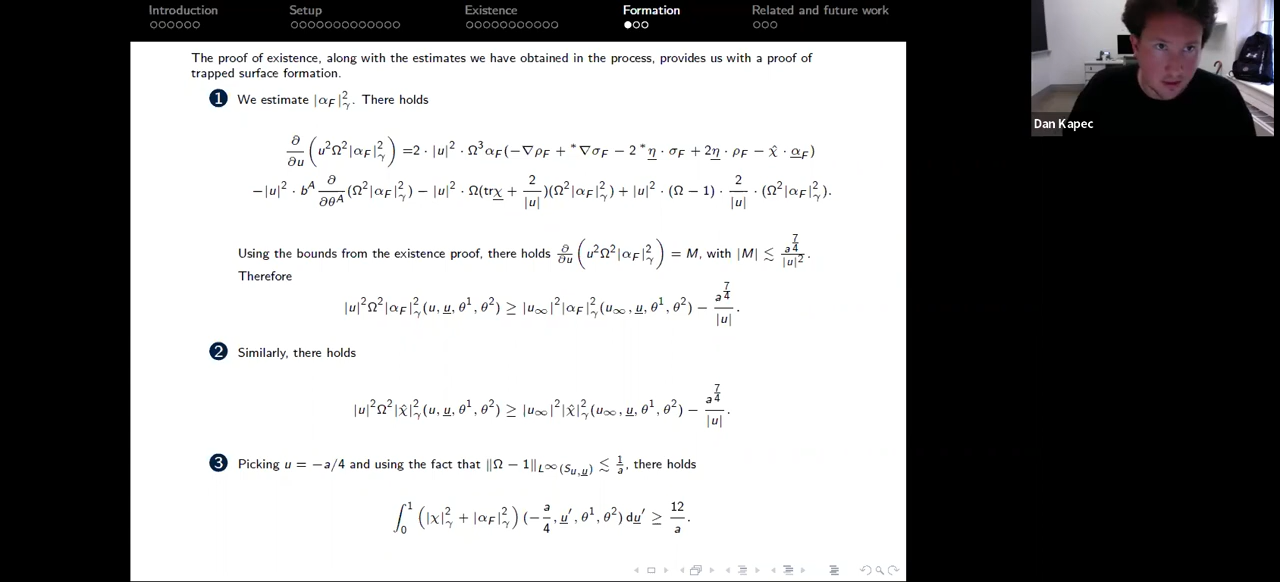 Introduction Setup Existence Formation Related and future work
The proof of existence, along with the estimates we have obtained in the process, provides us with a proof of
trapped surface formation.
1 We estimate |α_F|²_γ. There holds
∂/∂u (u²Ω²|α_F|²_γ) =2 · |u|² · Ω³α_F(−∇ρ_F + *∇σ_F − 2*η̲ · σ_F + 2η̲ · ρ_F − χ̂ · α̲_F)
−|u|² · b^A ∂/∂θ^A (Ω²|α_F|²_γ) − |u|² · Ω(trχ̲ + 2/|u|)(Ω²|α_F|²_γ) + |u|² · (Ω − 1) · 2/|u| · (Ω²|α_F|²_γ).
Using the bounds from the existence proof, there holds ∂/∂u (u²Ω²|α_F|²_γ) = M, with |M| ≲ a^{7/4}/|u|².
Therefore
|u|²Ω²|α_F|²_γ(u, u̲, θ¹, θ²) ≥ |u_∞|²|α_F|²_γ(u_∞, u̲, θ¹, θ²) − a^{7/4}/|u|.
2 Similarly, there holds
|u|²Ω²|χ̂|²_γ(u, u̲, θ¹, θ²) ≥ |u_∞|²|χ̂|²_γ(u_∞, u̲, θ¹, θ²) − a^{7/4}/|u|.
3 Picking u = −a/4 and using the fact that ‖Ω − 1‖_{L^∞(S_{u,u̲})} ≲ 1/a, there holds
∫₀¹ (|χ|²_γ + |α_F|²_γ) (−a/4, u̲′, θ¹, θ²) du̲′ ≥ 12/a.
Dan Kapec